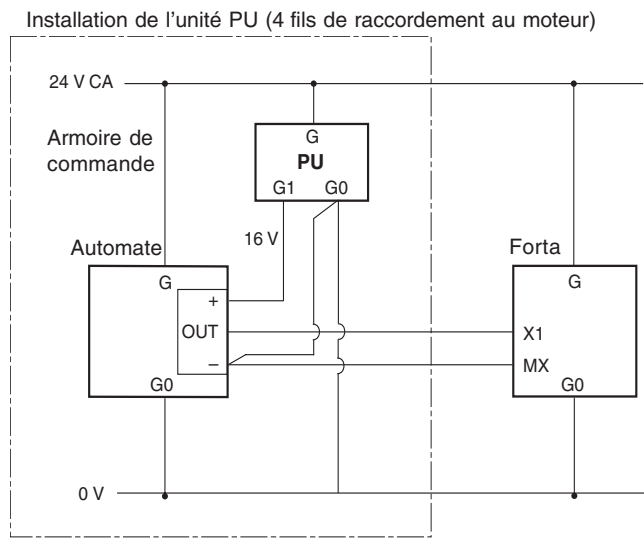 Installation de l'unité PU (4 fils de raccordement au moteur)
24 V CA
Armoire de
commande
G
PU
G1 G0
16 V
Automate
Forta
G
+
OUT
–
G0
G
X1
MX
G0
0 V